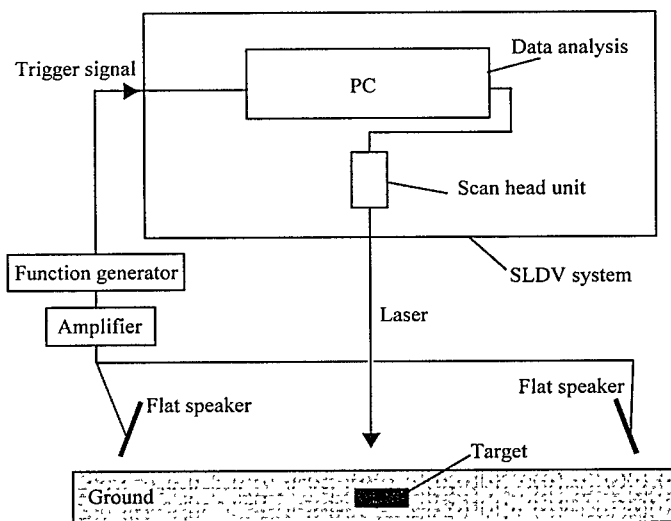 Data analysis
Trigger signal
PC
Scan head unit
Function generator
SLDV system
Amplifier
Laser
Flat speaker
Flat speaker
Target
Ground